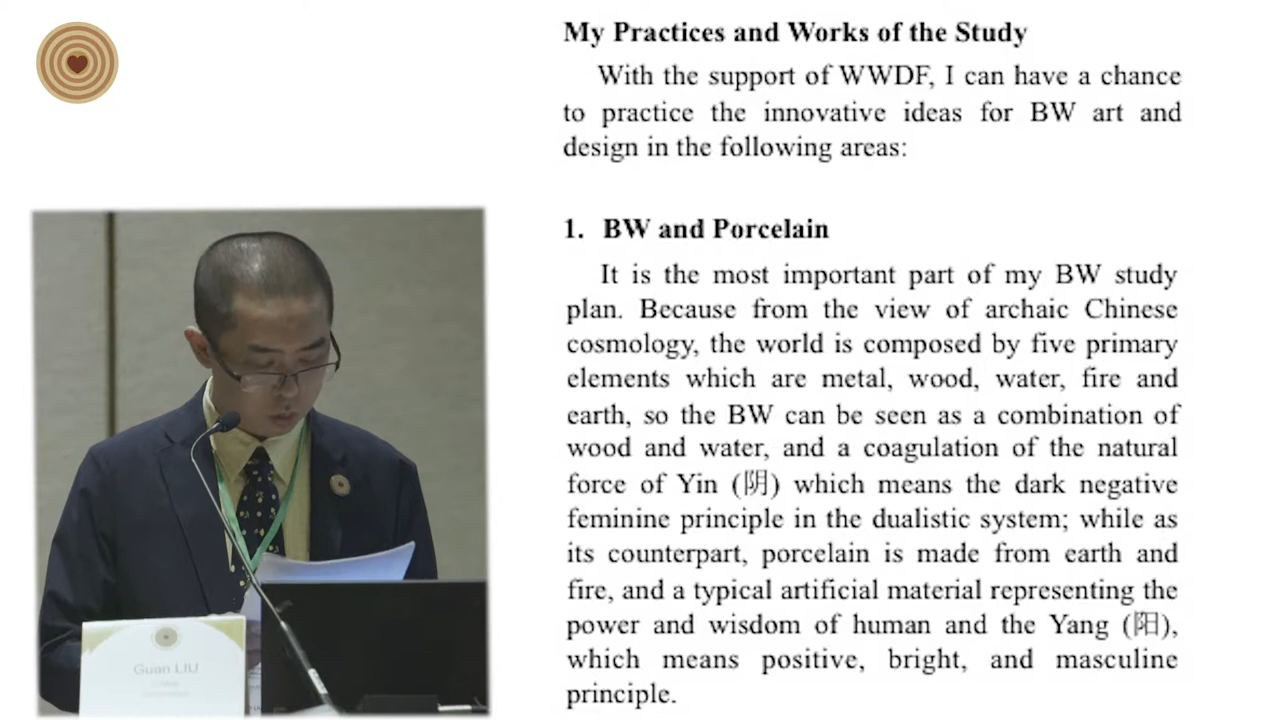 My Practices and Works of the Study
With the support of WWDF, I can have a chance
to practice the innovative ideas for BW art and
design in the following areas:
1. BW and Porcelain
It is the most important part of my BW study
plan. Because from the view of archaic Chinese
cosmology, the world is composed by five primary
elements which are metal, wood, water, fire and
earth, so the BW can be seen as a combination of
wood and water, and a coagulation of the natural
force of Yin (阴) which means the dark negative
feminine principle in the dualistic system; while as
its counterpart, porcelain is made from earth and
fire, and a typical artificial material representing the
power and wisdom of human and the Yang (阳),
which means positive, bright, and masculine
principle.
Guan LIU